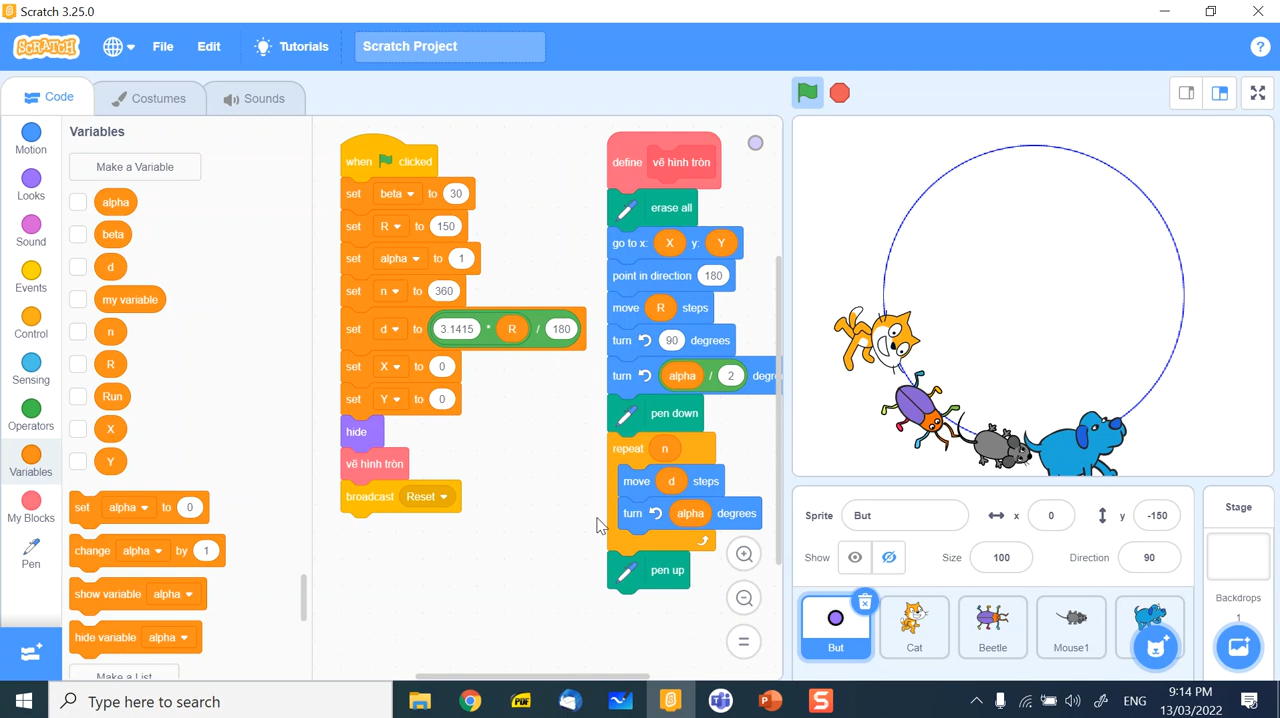 Scratch 3.25.0
SCRATCH
File
Edit
Tutorials
Scratch Project
?
Code
Costumes
Sounds
Motion
Looks
Sound
Events
Control
Sensing
Operators
Variables
My Blocks
Pen
Variables
Make a Variable
alpha
beta
d
my variable
n
R
Run
X
Y
set alpha to 0
change alpha by 1
show variable alpha
hide variable alpha
Make a List
when clicked
set beta to 30
set R to 150
set alpha to 1
set n to 360
set d to 3.1415 * R / 180
set X to 0
set Y to 0
hide
vẽ hình tròn
broadcast Reset
define vẽ hình tròn
erase all
go to x: X y: Y
point in direction 180
move R steps
turn 90 degrees
turn alpha / 2 degre
pen down
repeat n
move d steps
turn alpha degrees
pen up
Sprite But x 0 y -150
Show Size 100 Direction 90
But
Cat
Beetle
Mouse1
Stage
Backdrops
1
Type here to search
PDF
ENG
9:14 PM
13/03/2022